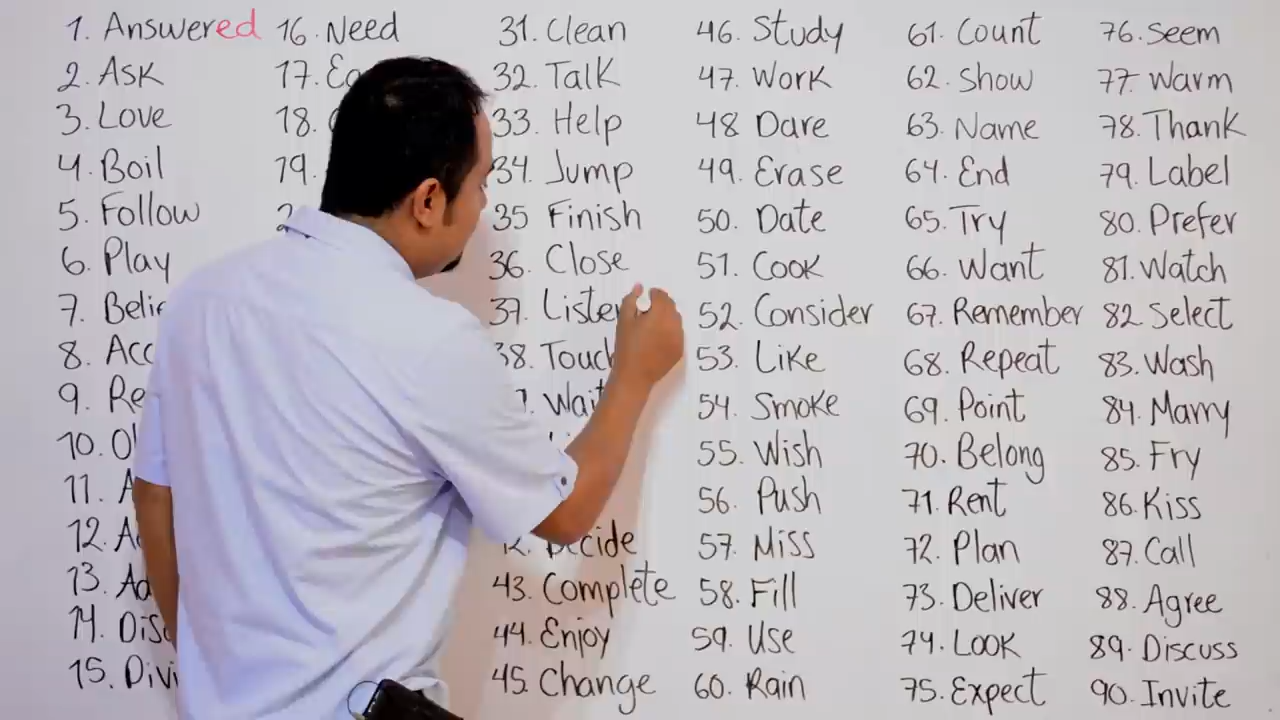 1. Answered
2. Ask
3. Love
4. Boil
5. Follow
6. Play
7.
8.
9.
10.
11.
12.
13.
14.
15.
16. Need
17.
18.
19.
31. Clean
32. Talk
33. Help
34. Jump
35 Finish
36. Close
37. Listen
38. Touch
Wait
Decide
43. Complete
44. Enjoy
45. Change
46. Study
47. Work
48 Dare
49. Erase
50. Date
51. Cook
52. Consider
53. Like
54. Smoke
55. Wish
56. Push
57. Miss
58. Fill
59. Use
60. Rain
61. Count
62. Show
63. Name
64. End
65. Try
66. Want
67. Remember
68. Repeat
69. Point
70. Belong
71. Rent
72. Plan
73. Deliver
74. Look
75. Expect
76. Seem
77. Warm
78. Thank
79. Label
80. Prefer
81. Watch
82. Select
83. Wash
84. Marry
85. Fry
86. Kiss
87. Call
88. Agree
89. Discuss
90. Invite